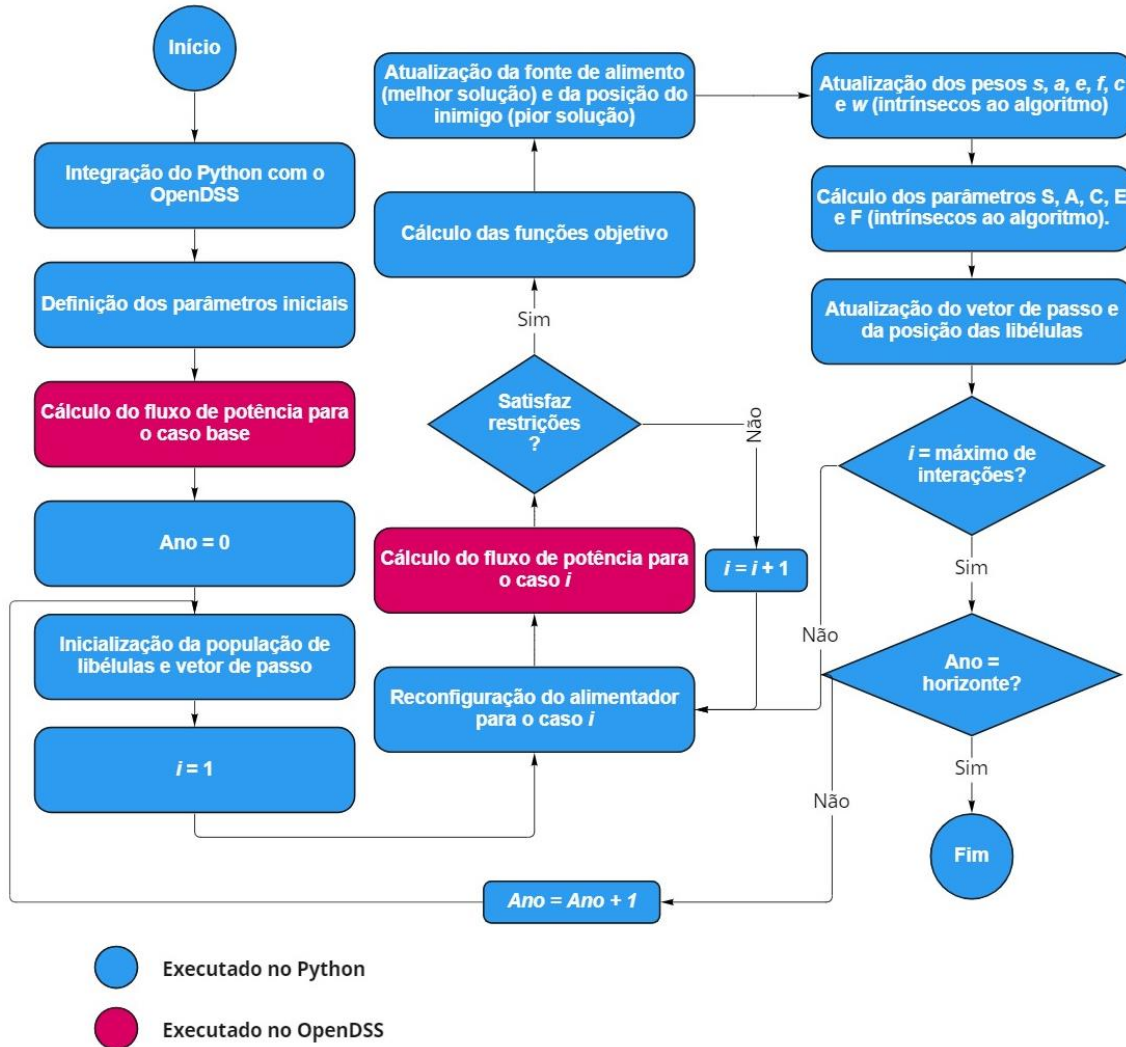 Início
Integração do Python com o
OpenDSS
Definição dos parâmetros iniciais
Cálculo do fluxo de potência para
o caso base
Ano = 0
Inicialização da população de
libélulas e vetor de passo
i = 1
Atualização da fonte de alimento
(melhor solução) e da posição do
inimigo (pior solução)
Cálculo das funções objetivo
Sim
Satisfaz
restrições
?
Não
Cálculo do fluxo de potência para
o caso i
i = i + 1
Reconfiguração do alimentador
para o caso i
Atualização dos pesos s, a, e, f, c
e w (intrínsecos ao algoritmo)
Cálculo dos parâmetros S, A, C, E
e F (intrínsecos ao algoritmo).
Atualização do vetor de passo e
da posição das libélulas
i = máximo de
interações?
Sim
Não
Ano =
horizonte?
Sim
Não
Fim
Ano = Ano + 1
Executado no Python
Executado no OpenDSS